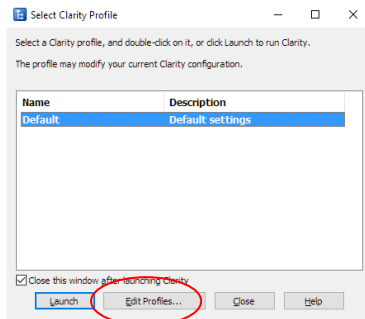 Select Clarity Profile
Select a Clarity profile, and double-click on it, or click Launch to run Clarity.
The profile may modify your current Clarity configuration.
Name Description
Default Default settings
Close this window after launching Clarity
Launch Edit Profiles... Close Help